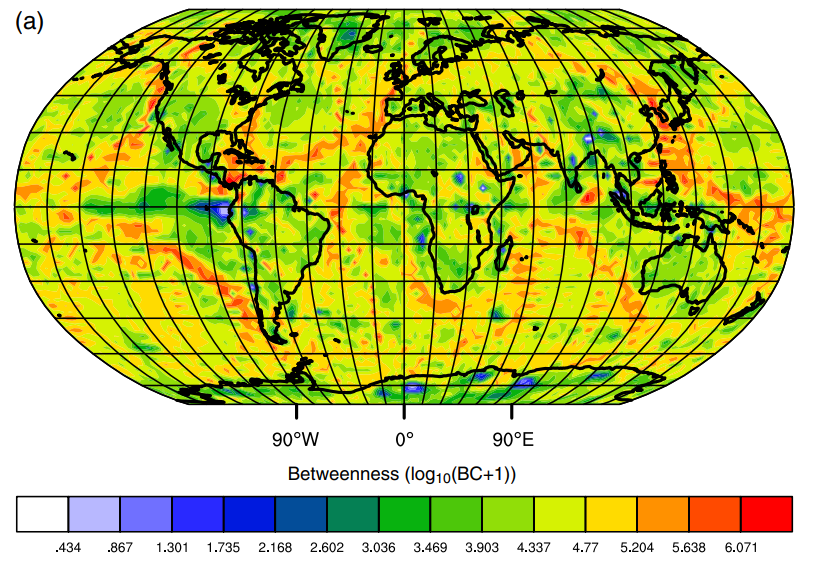 (a)
90°W 0° 90°E
Betweenness (log₁₀(BC+1))
.434 .867 1.301 1.735 2.168 2.602 3.036 3.469 3.903 4.337 4.77 5.204 5.638 6.071